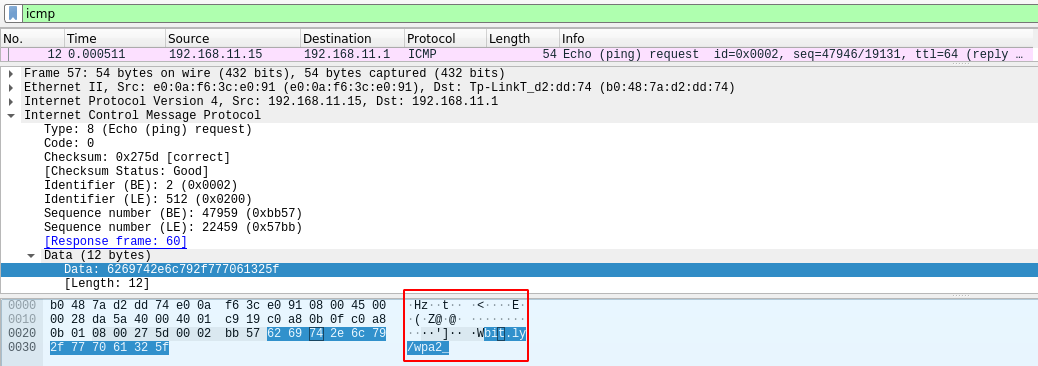 icmp
No. Time Source Destination Protocol Length Info
12 0.000511 192.168.11.15 192.168.11.1 ICMP 54 Echo (ping) request id=0x0002, seq=47946/19131, ttl=64 (reply …
Frame 57: 54 bytes on wire (432 bits), 54 bytes captured (432 bits)
Ethernet II, Src: e0:0a:f6:3c:e0:91 (e0:0a:f6:3c:e0:91), Dst: Tp-LinkT_d2:dd:74 (b0:48:7a:d2:dd:74)
Internet Protocol Version 4, Src: 192.168.11.15, Dst: 192.168.11.1
Internet Control Message Protocol
Type: 8 (Echo (ping) request)
Code: 0
Checksum: 0x275d [correct]
[Checksum Status: Good]
Identifier (BE): 2 (0x0002)
Identifier (LE): 512 (0x0200)
Sequence number (BE): 47959 (0xbb57)
Sequence number (LE): 22459 (0x57bb)
[Response frame: 60]
Data (12 bytes)
Data: 6269742e6c792f777061325f
[Length: 12]
0000 b0 48 7a d2 dd 74 e0 0a f6 3c e0 91 08 00 45 00 ·Hz··t·· ·<····E·
0010 00 28 da 5a 40 00 40 01 c9 19 c0 a8 0b 0f c0 a8 ·(·Z@·@· ········
0020 0b 01 08 00 27 5d 00 02 bb 57 62 69 74 2e 6c 79 ····']·· ·Wbit.ly
0030 2f 77 70 61 32 5f /wpa2_